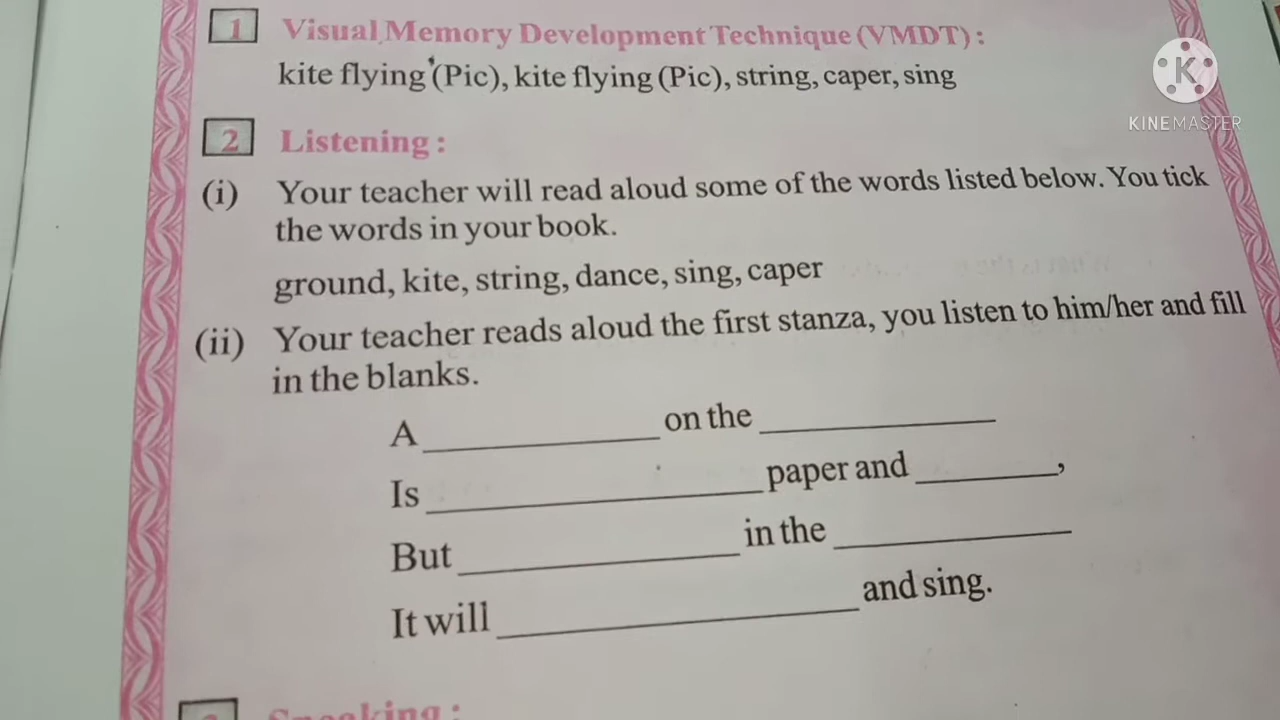 1 Visual Memory Development Technique (VMDT) :
kite flying (Pic), kite flying (Pic), string, caper, sing
K
KINEMASTER
2 Listening :
(i) Your teacher will read aloud some of the words listed below. You tick
the words in your book.
ground, kite, string, dance, sing, caper
(ii) Your teacher reads aloud the first stanza, you listen to him/her and fill
in the blanks.
A ____________ on the ____________
Is ________________ paper and _______,
But ______________ in the ____________
It will __________________ and sing.
Speaking :